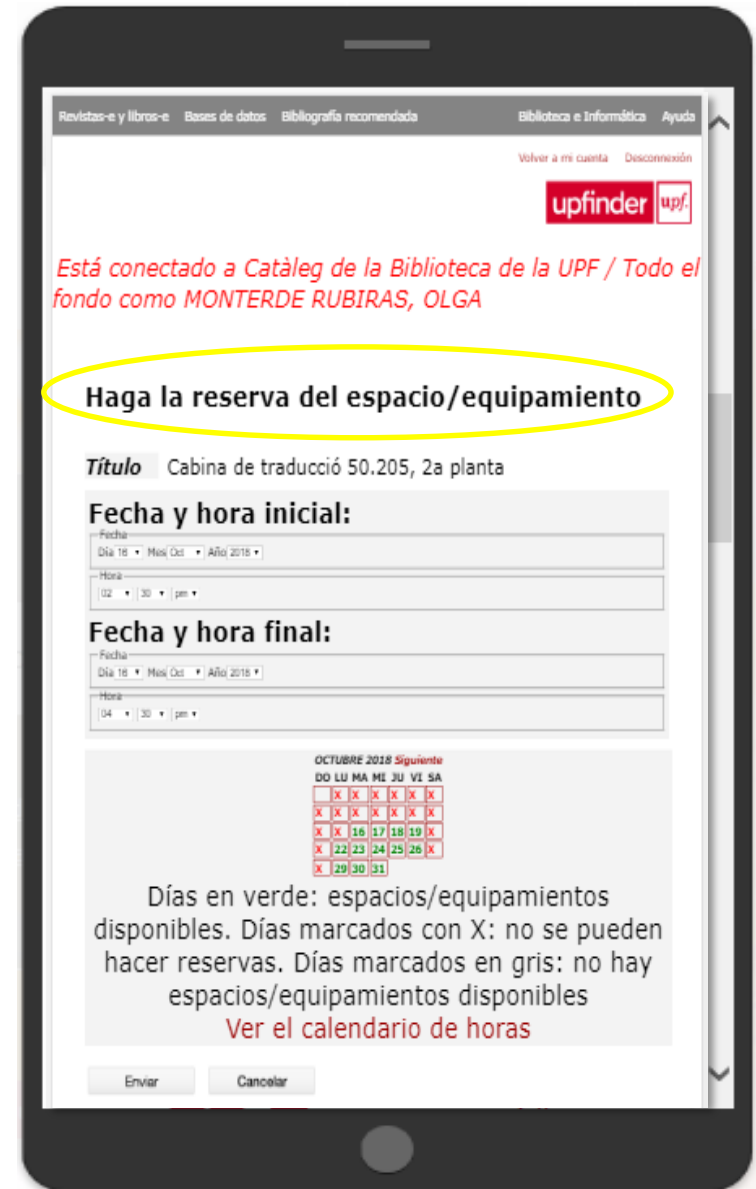 Revistas-e y libros-e Bases de datos Bibliografía recomendada Biblioteca e Informática Ayuda
Volver a mi cuenta Desconnexión
upfinder upf.
Está conectado a Catàleg de la Biblioteca de la UPF / Todo el
fondo como MONTERDE RUBIRAS, OLGA
Haga la reserva del espacio/equipamiento
Título Cabina de traducció 50.205, 2a planta
Fecha y hora inicial:
Fecha
Día 16 Mes Oct Año 2018
Hora
02 30 pm
Fecha y hora final:
Fecha
Día 16 Mes Oct Año 2018
Hora
04 30 pm
OCTUBRE 2018 Siguiente
DO LU MA MI JU VI SA
X X X X X X
X X X X X X X
X X 16 17 18 19 X
X 22 23 24 25 26 X
X 29 30 31
Días en verde: espacios/equipamientos
disponibles. Días marcados con X: no se pueden
hacer reservas. Días marcados en gris: no hay
espacios/equipamientos disponibles
Ver el calendario de horas
Enviar Cancelar